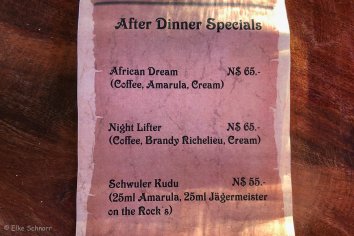 After Dinner Specials
African Dream N$ 65.-
(Coffee, Amarula, Cream)
Night Lifter N$ 65.-
(Coffee, Brandy Richelieu, Cream)
Schwuler Kudu N$ 55.-
(25ml Amarula, 25ml Jägermeister
on the Rock´s)
© Elke Schnorr